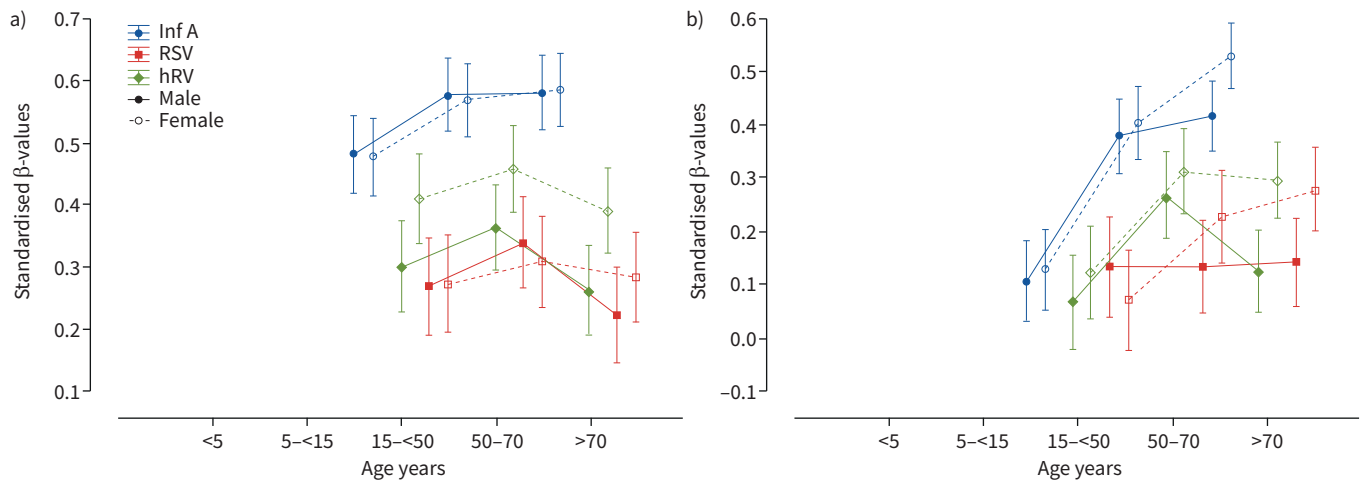 a)
Standardised β-values
0.7
0.6
0.5
0.4
0.3
0.2
0.1
Inf A
RSV
hRV
Male
Female
<5
5–<15
15–<50
50–70
>70
Age years
b)
Standardised β-values
0.6
0.5
0.4
0.3
0.2
0.1
0.0
–0.1
<5
5–<15
15–<50
50–70
>70
Age years